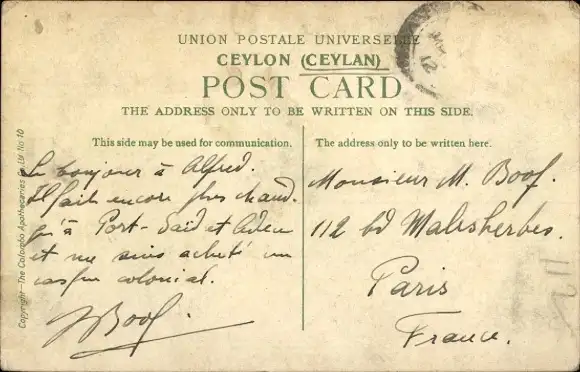 UNION POSTALE UNIVERSELLE
CEYLON (CEYLAN)
POST CARD
THE ADDRESS ONLY TO BE WRITTEN ON THIS SIDE.
This side may be used for communication.
The address only to be written here.
bonjour à Alfred.
Il fait encore plus chaud.
qu'à Port-Saïd et Aden
et me suis acheté un
casque colonial.
Boof.
Monsieur M. Boof.
112 bd Malesherbes.
Paris
France.
Copyright-The Colombo Apothecaries Co. Ld No 10
112